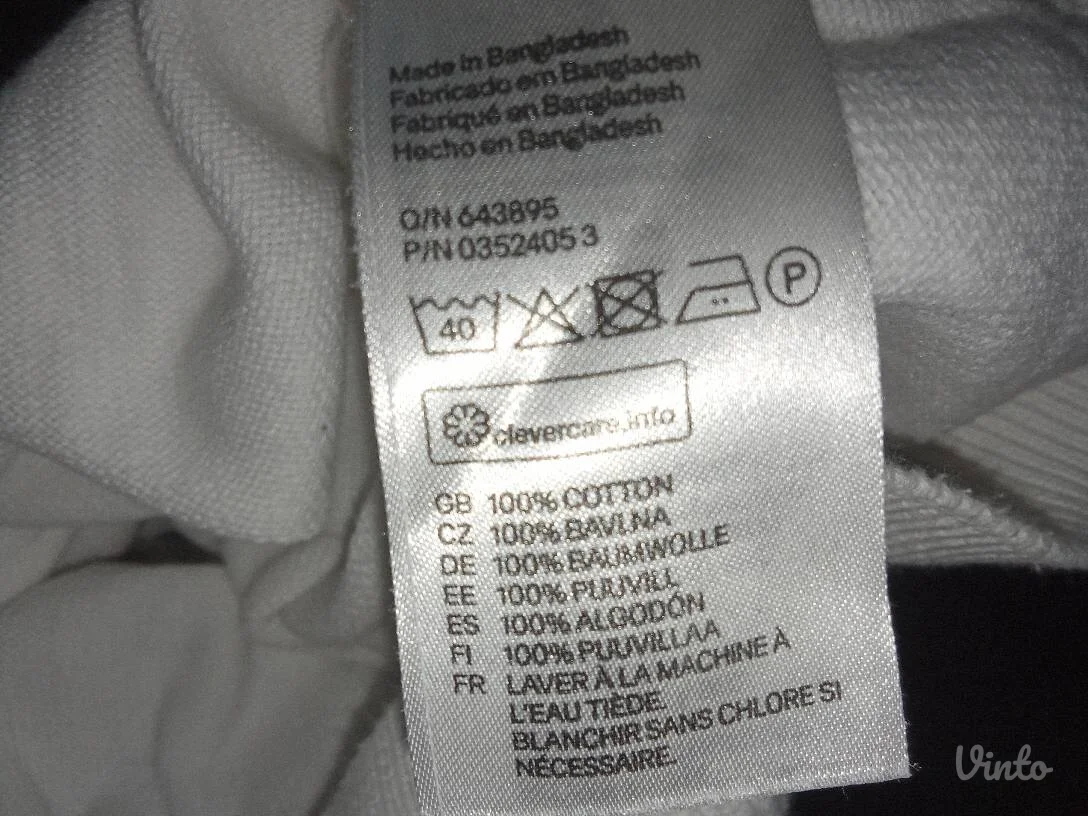 Made in Bangladesh
Fabricado em Bangladesh
Fabriqué en Bangladesh
Hecho en Bangladesh
O/N 643895
P/N 0352405 3
40 P
clevercare.info
GB 100% COTTON
CZ 100% BAVLNA
DE 100% BAUMWOLLE
EE 100% PUUVILL
ES 100% ALGODÓN
FI 100% PUUVILLAA
FR LAVER À LA MACHINE À
L'EAU TIÈDE.
BLANCHIR SANS CHLORE SI
NÉCESSAIRE.
Vinto